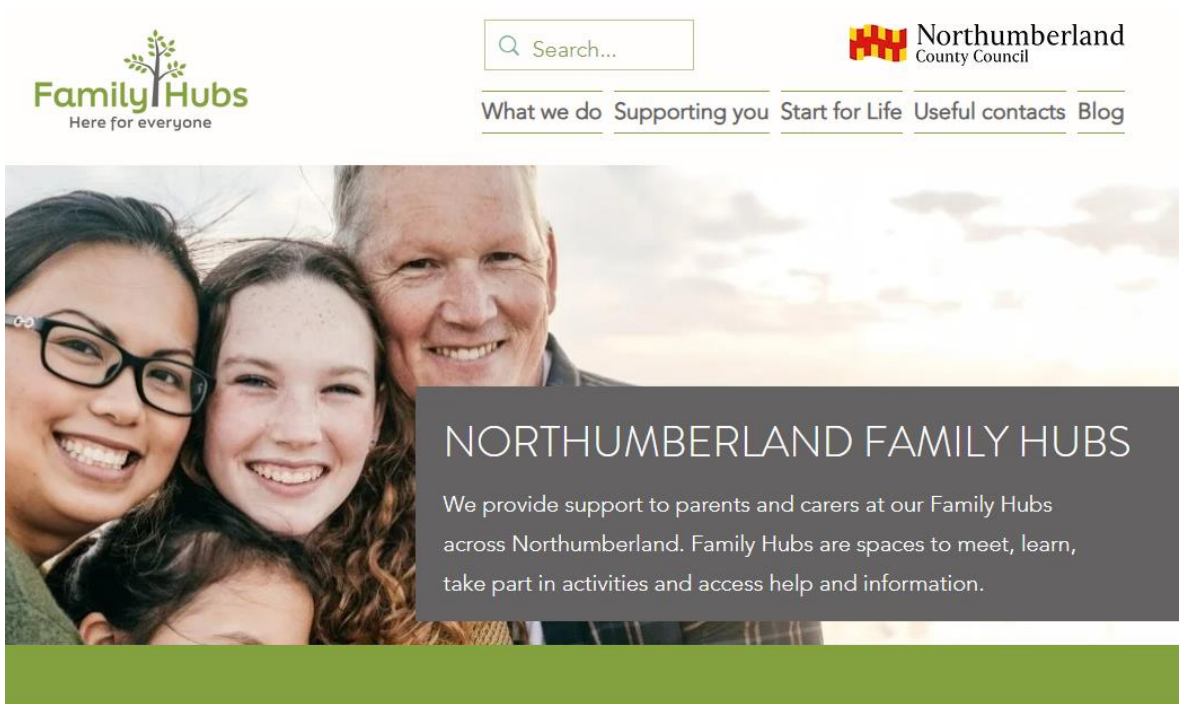 Family Hubs
Here for everyone
Search...
Northumberland
County Council
What we do Supporting you Start for Life Useful contacts Blog
NORTHUMBERLAND FAMILY HUBS
We provide support to parents and carers at our Family Hubs
across Northumberland. Family Hubs are spaces to meet, learn,
take part in activities and access help and information.